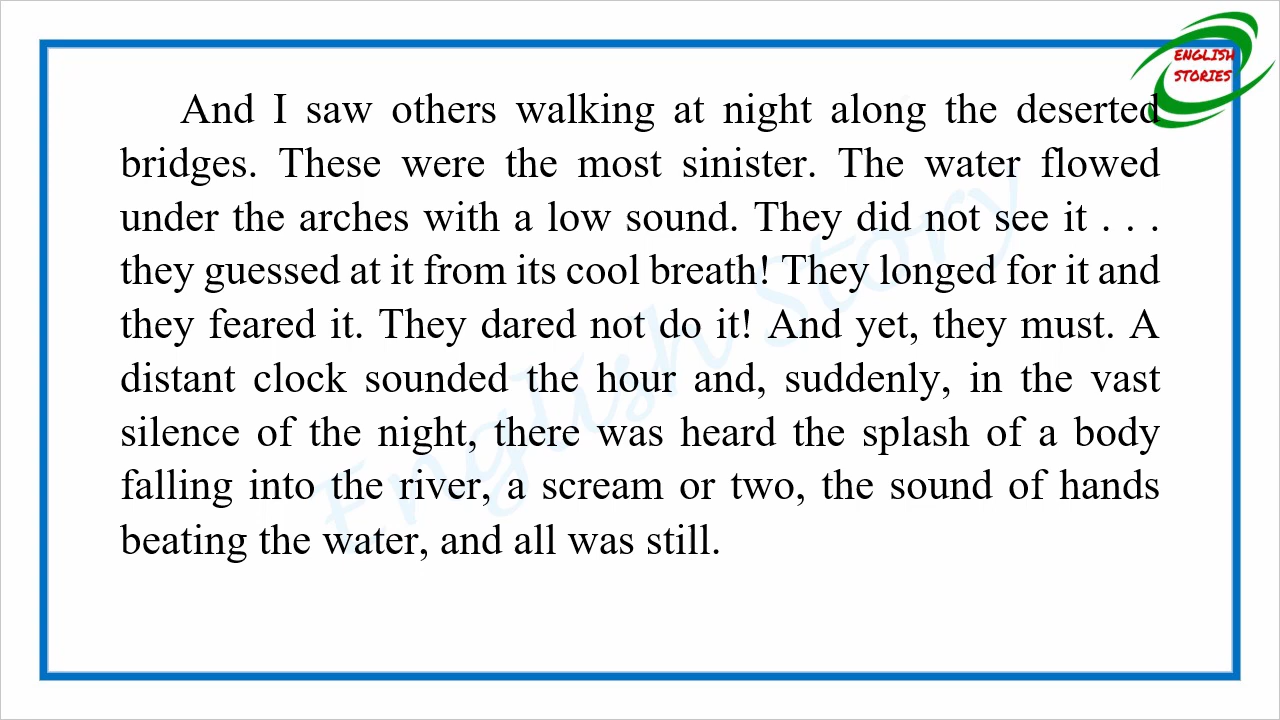 ENGLISH
STORIES
And I saw others walking at night along the deserted
bridges. These were the most sinister. The water flowed
under the arches with a low sound. They did not see it . . .
they guessed at it from its cool breath! They longed for it and
they feared it. They dared not do it! And yet, they must. A
distant clock sounded the hour and, suddenly, in the vast
silence of the night, there was heard the splash of a body
falling into the river, a scream or two, the sound of hands
beating the water, and all was still.
English Story